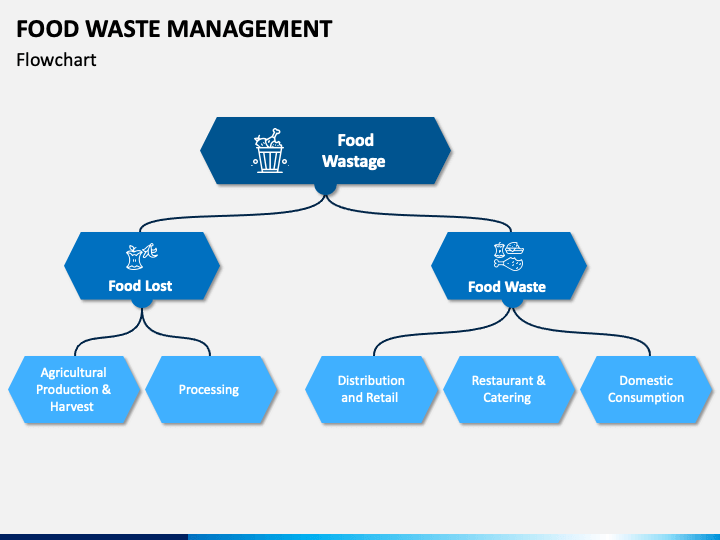 FOOD WASTE MANAGEMENT
Flowchart
Food
Wastage
Food Lost
Food Waste
Agricultural
Production &
Harvest
Processing
Distribution
and Retail
Restaurant &
Catering
Domestic
Consumption